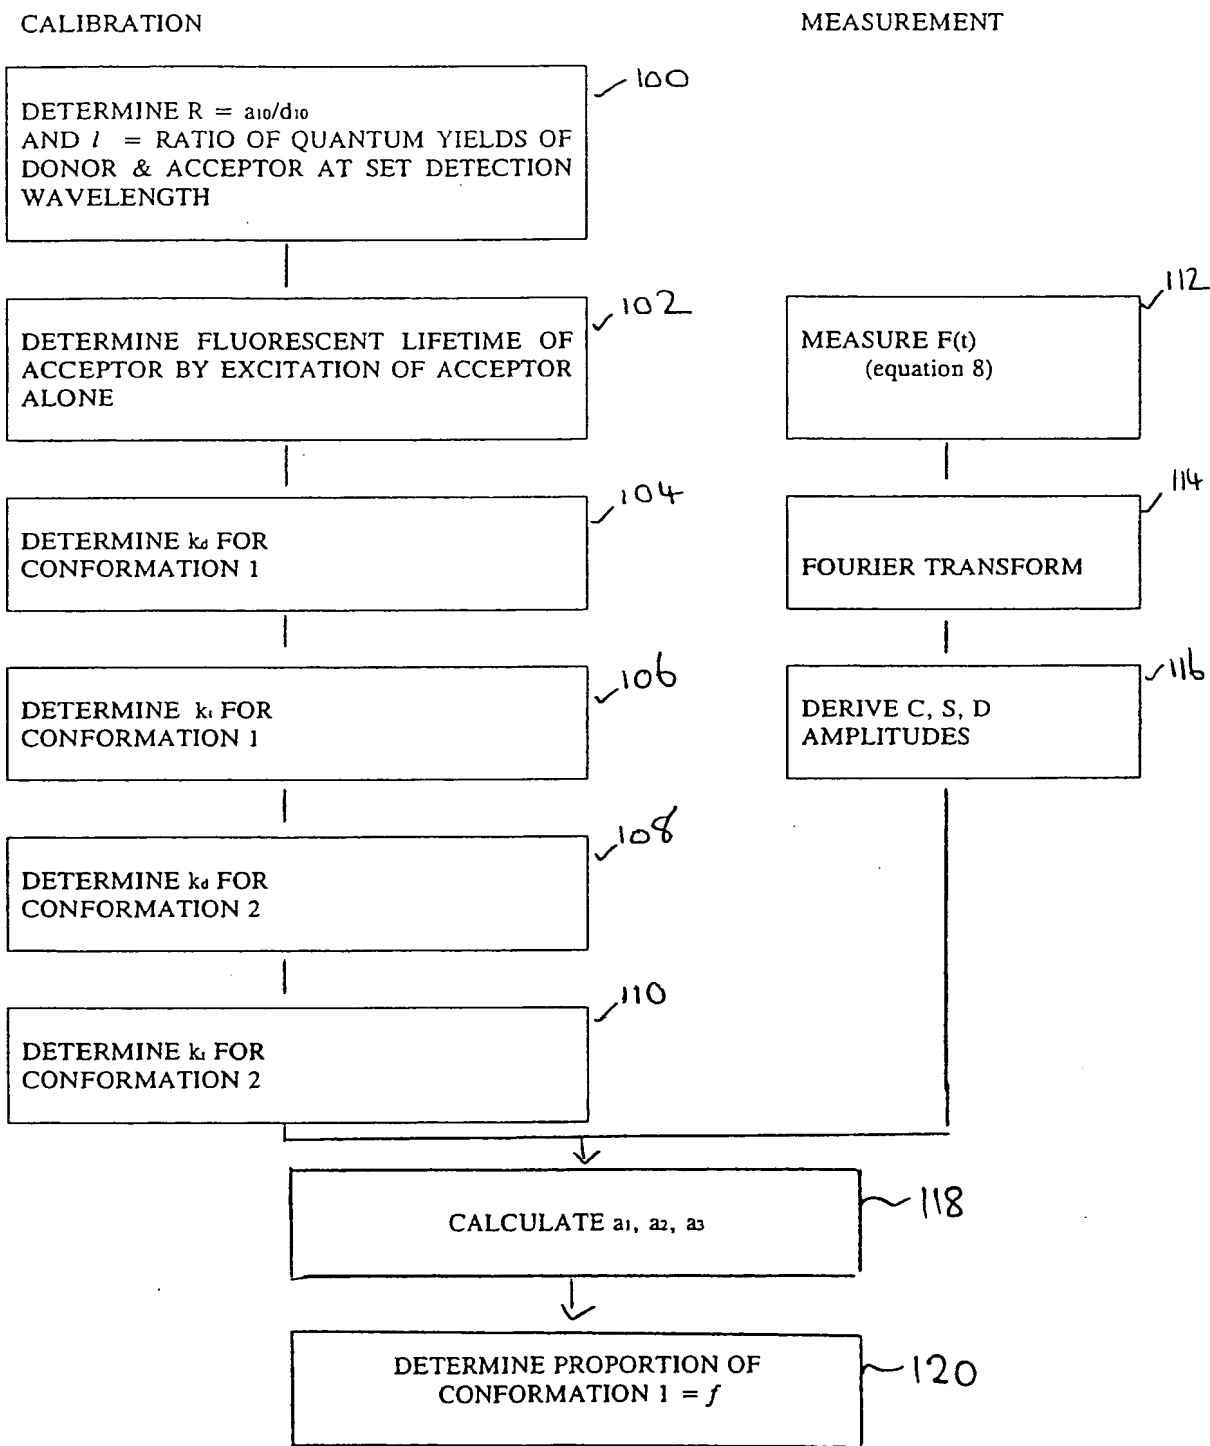 CALIBRATION
MEASUREMENT
100
DETERMINE R = a10/d10
AND l = RATIO OF QUANTUM YIELDS OF
DONOR & ACCEPTOR AT SET DETECTION
WAVELENGTH
102
DETERMINE FLUORESCENT LIFETIME OF
ACCEPTOR BY EXCITATION OF ACCEPTOR
ALONE
104
DETERMINE kd FOR
CONFORMATION 1
106
DETERMINE kt FOR
CONFORMATION 1
108
DETERMINE kd FOR
CONFORMATION 2
110
DETERMINE kt FOR
CONFORMATION 2
112
MEASURE F(t)
(equation 8)
114
FOURIER TRANSFORM
116
DERIVE C, S, D
AMPLITUDES
118
CALCULATE a1, a2, a3
120
DETERMINE PROPORTION OF
CONFORMATION 1 = f